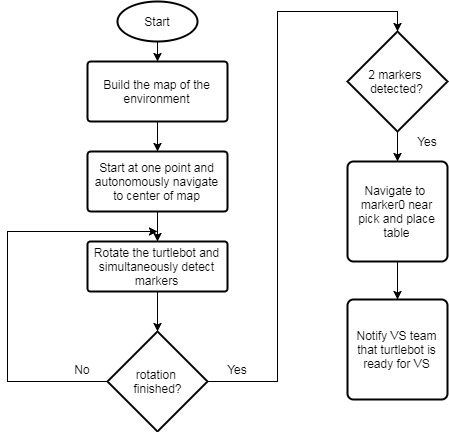 Start
Build the map of the
environment
Start at one point and
autonomously navigate
to center of map
Rotate the turtlebot and
simultaneously detect
markers
rotation
finished?
No
Yes
2 markers
detected?
Yes
Navigate to
marker0 near
pick and place
table
Notify VS team
that turtlebot is
ready for VS